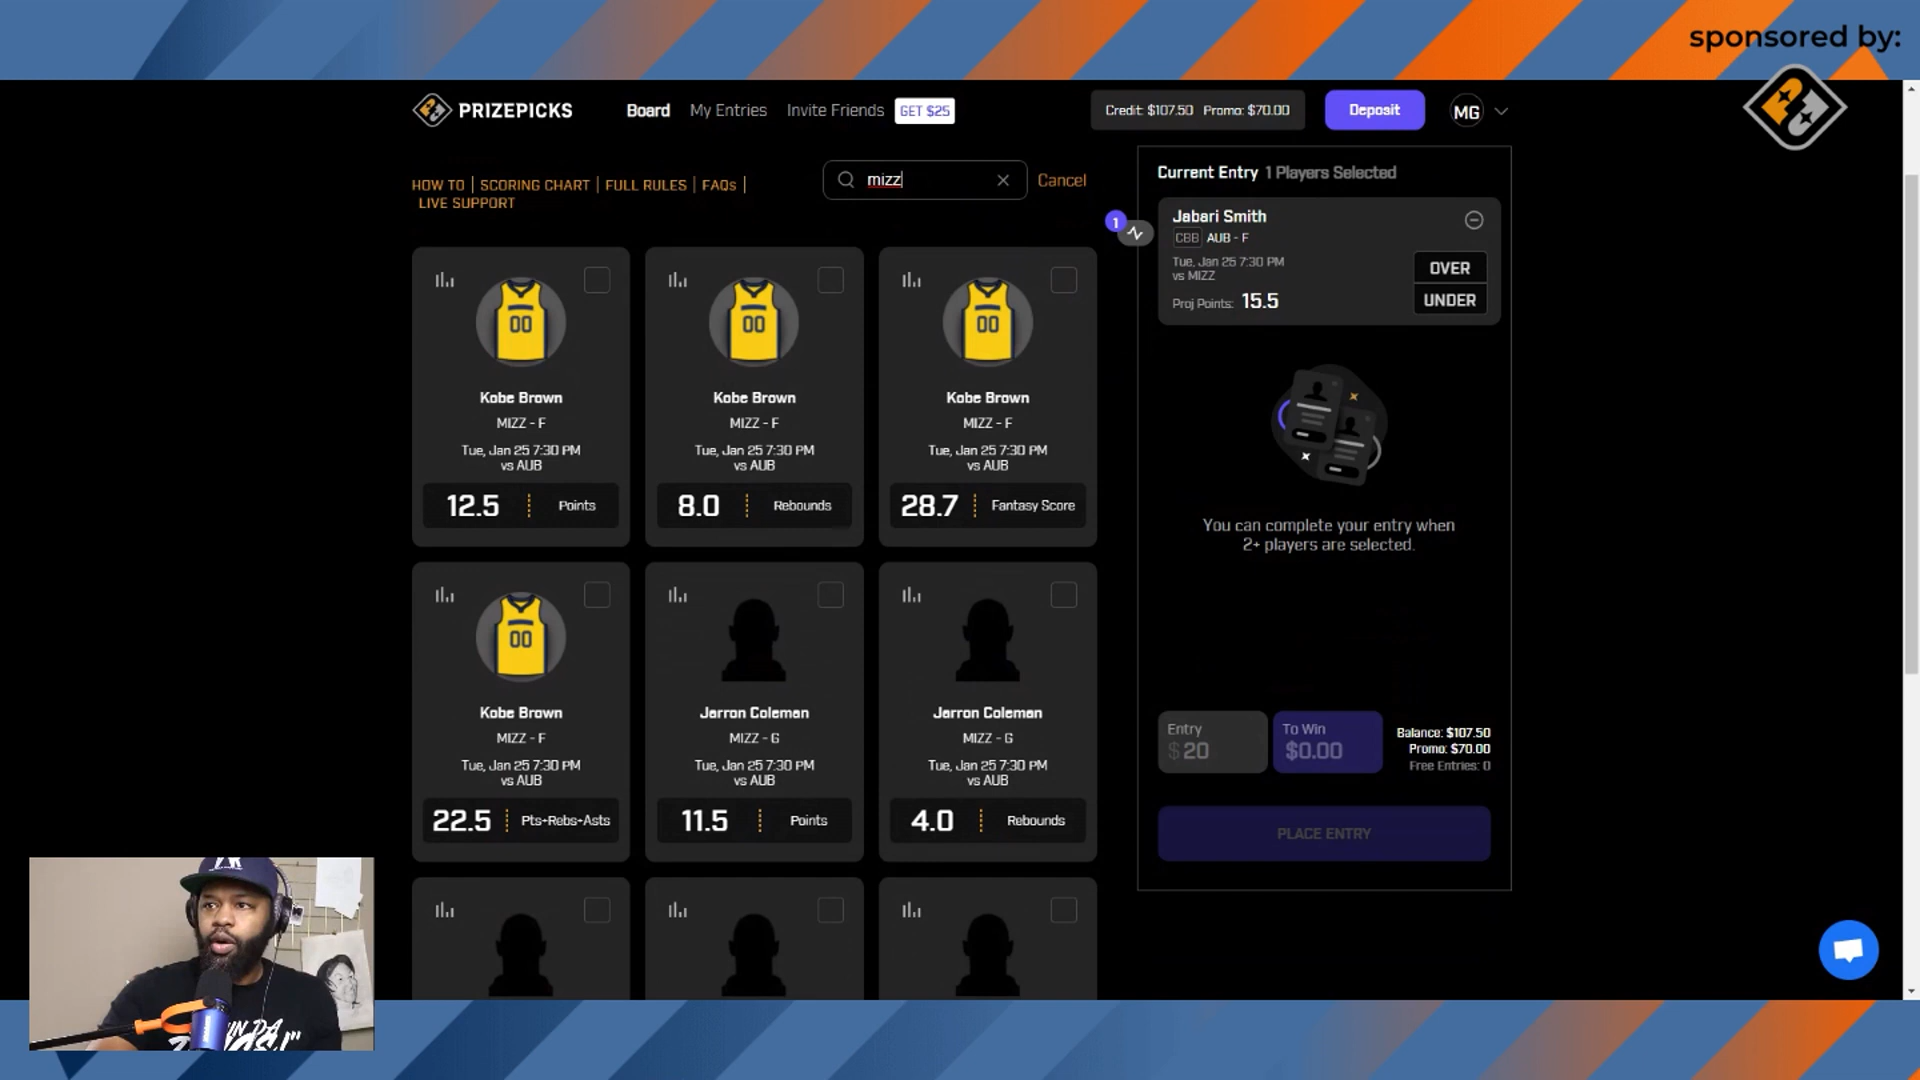 sponsored by:
PRIZEPICKS
Board
My Entries
Invite Friends
GET $25
Credit: $107.50 Promo: $70.00
Deposit
MG
HOW TO | SCORING CHART | FULL RULES | FAQs |
LIVE SUPPORT
mizz
Cancel
00
Kobe Brown
MIZZ - F
Tue, Jan 25 7:30 PM
vs AUB
12.5
Points
00
Kobe Brown
MIZZ - F
Tue, Jan 25 7:30 PM
vs AUB
8.0
Rebounds
00
Kobe Brown
MIZZ - F
Tue, Jan 25 7:30 PM
vs AUB
28.7
Fantasy Score
00
Kobe Brown
MIZZ - F
Tue, Jan 25 7:30 PM
vs AUB
22.5
Pts+Rebs+Asts
Jarron Coleman
MIZZ - G
Tue, Jan 25 7:30 PM
vs AUB
11.5
Points
Jarron Coleman
MIZZ - G
Tue, Jan 25 7:30 PM
vs AUB
4.0
Rebounds
1
Current Entry 1 Players Selected
Jabari Smith
CBB AUB - F
Tue, Jan 25 7:30 PM
vs MIZZ
Proj Points: 15.5
OVER
UNDER
You can complete your entry when
2+ players are selected.
Entry
$20
To Win
$0.00
Balance: $107.50
Promo: $70.00
Free Entries: 0
PLACE ENTRY